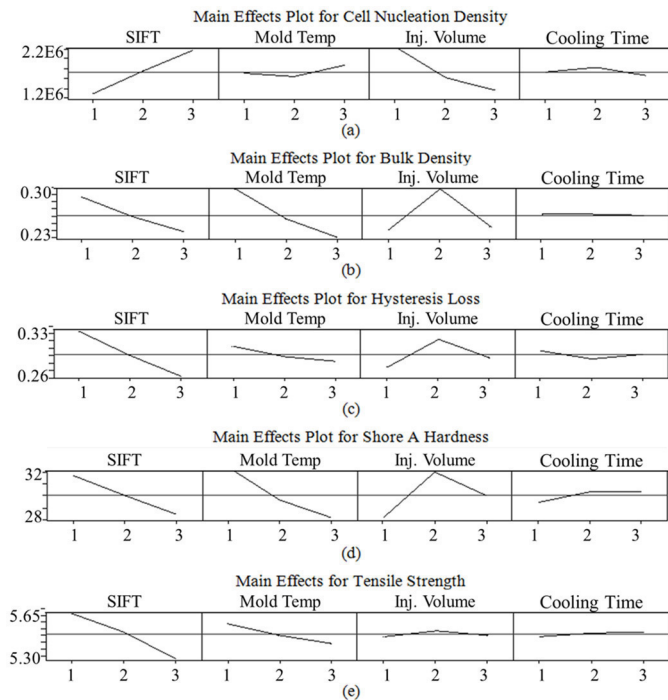 Main Effects Plot for Cell Nucleation Density
SIFT Mold Temp Inj. Volume Cooling Time
2.2E6
1.2E6
1 2 3 1 2 3 1 2 3 1 2 3
(a)
Main Effects Plot for Bulk Density
SIFT Mold Temp Inj. Volume Cooling Time
0.30
0.23
1 2 3 1 2 3 1 2 3 1 2 3
(b)
Main Effects Plot for Hysteresis Loss
SIFT Mold Temp Inj. Volume Cooling Time
0.33
0.26
1 2 3 1 2 3 1 2 3 1 2 3
(c)
Main Effects Plot for Shore A Hardness
SIFT Mold Temp Inj. Volume Cooling Time
32
28
1 2 3 1 2 3 1 2 3 1 2 3
(d)
Main Effects for Tensile Strength
SIFT Mold Temp Inj. Volume Cooling Time
5.65
5.30
1 2 3 1 2 3 1 2 3 1 2 3
(e)